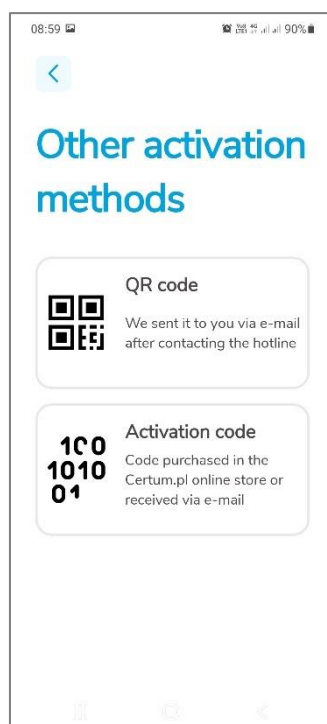 08:59 90%
Other activation
methods
QR code
We sent it to you via e-mail
after contacting the hotline
Activation code
Code purchased in the
Certum.pl online store or
received via e-mail
100
1010
01